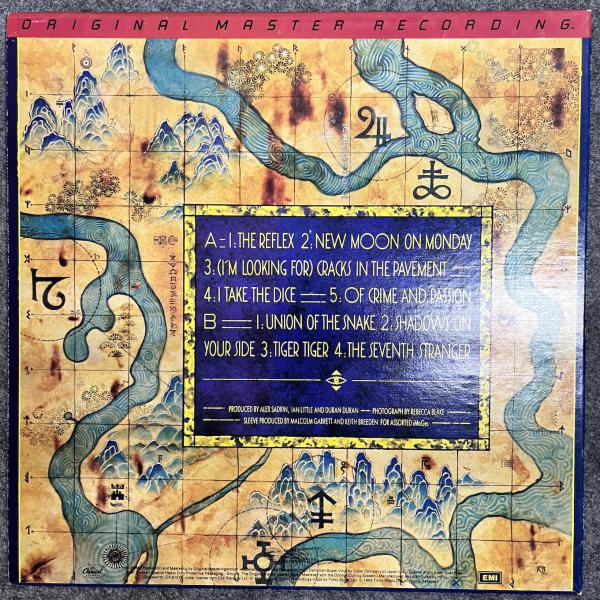 ORIGINAL MASTER RECORDING
A = 1. THE REFLEX 2. NEW MOON ON MONDAY
3. (I'M LOOKING FOR) CRACKS IN THE PAVEMENT
4. I TAKE THE DICE — 5. OF CRIME AND PASSION
B — 1. UNION OF THE SNAKE 2. SHADOWS ON
YOUR SIDE 3. TIGER TIGER 4. THE SEVENTH STRANGER
PRODUCED BY ALEX SADKIN, IAN LITTLE AND DURAN DURAN — PHOTOGRAPH BY REBECCA BLAKE
SLEEVE PRODUCED BY MALCOLM GARRETT AND KEITH BREEDEN FOR ASSORTED iMaGes
Capitol
EMI